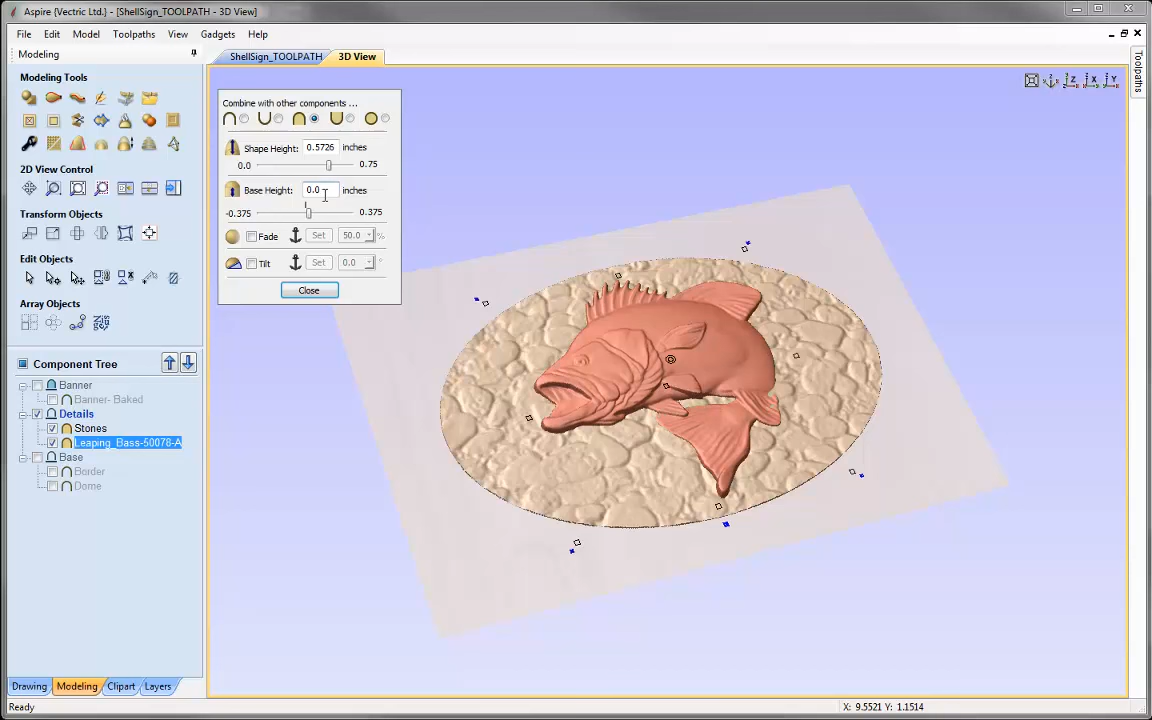 Aspire {Vectric Ltd.} - [ShellSign_TOOLPATH - 3D View]
File Edit Model Toolpaths View Gadgets Help
Modeling
ShellSign_TOOLPATH 3D View
Toolpaths
Modeling Tools
2D View Control
Transform Objects
Edit Objects
Array Objects
Component Tree
Banner
Banner- Baked
Details
Stones
Leaping_Bass-50078-A
Base
Border
Dome
Combine with other components ...
Shape Height: 0.5726 inches
0.0 0.75
Base Height: 0.0 inches
-0.375 0.375
Fade Set 50.0 %
Tilt Set 0.0 °
Close
Z X Y
Drawing Modeling Clipart Layers
Ready X: 9.5521 Y: 1.1514